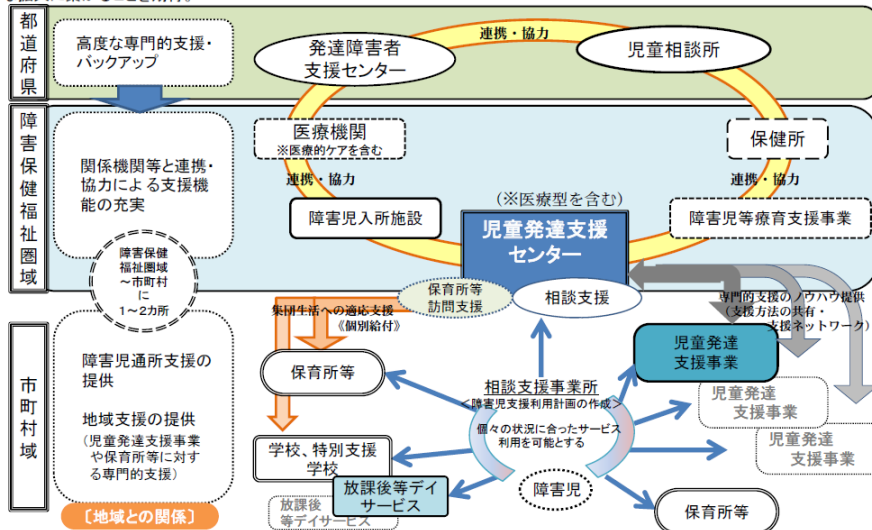 都道府県
高度な専門的支援・
バックアップ
発達障害者
支援センター
連携・協力
児童相談所
障害保健福祉圏域
関係機関等と連携・
協力による支援機
能の充実
医療機関
※医療的ケアを含む
保健所
連携・協力
連携・協力
障害児入所施設
(※医療型を含む)
児童発達支援
センター
障害児等療育支援事業
障害保健
福祉圏域
~市町村
に
1~2カ所
保育所等
訪問支援
相談支援
集団生活への適応支援
《個別給付》
専門的支援のノウハウ提供
(支援方法の共有・
支援ネットワーク)
市町村域
障害児通所支援の
提供
地域支援の提供
(児童発達支援事業
や保育所等に対す
る専門的支援)
[地域との関係]
保育所等
相談支援事業所
<障害児支援利用計画の作成>
個々の状況に合ったサービス
利用を可能とする
児童発達
支援事業
児童発達
支援事業
児童発達
支援事業
学校、特別支援
学校
放課後等デイ
サービス
放課後
等デイサービス
障害児
保育所等